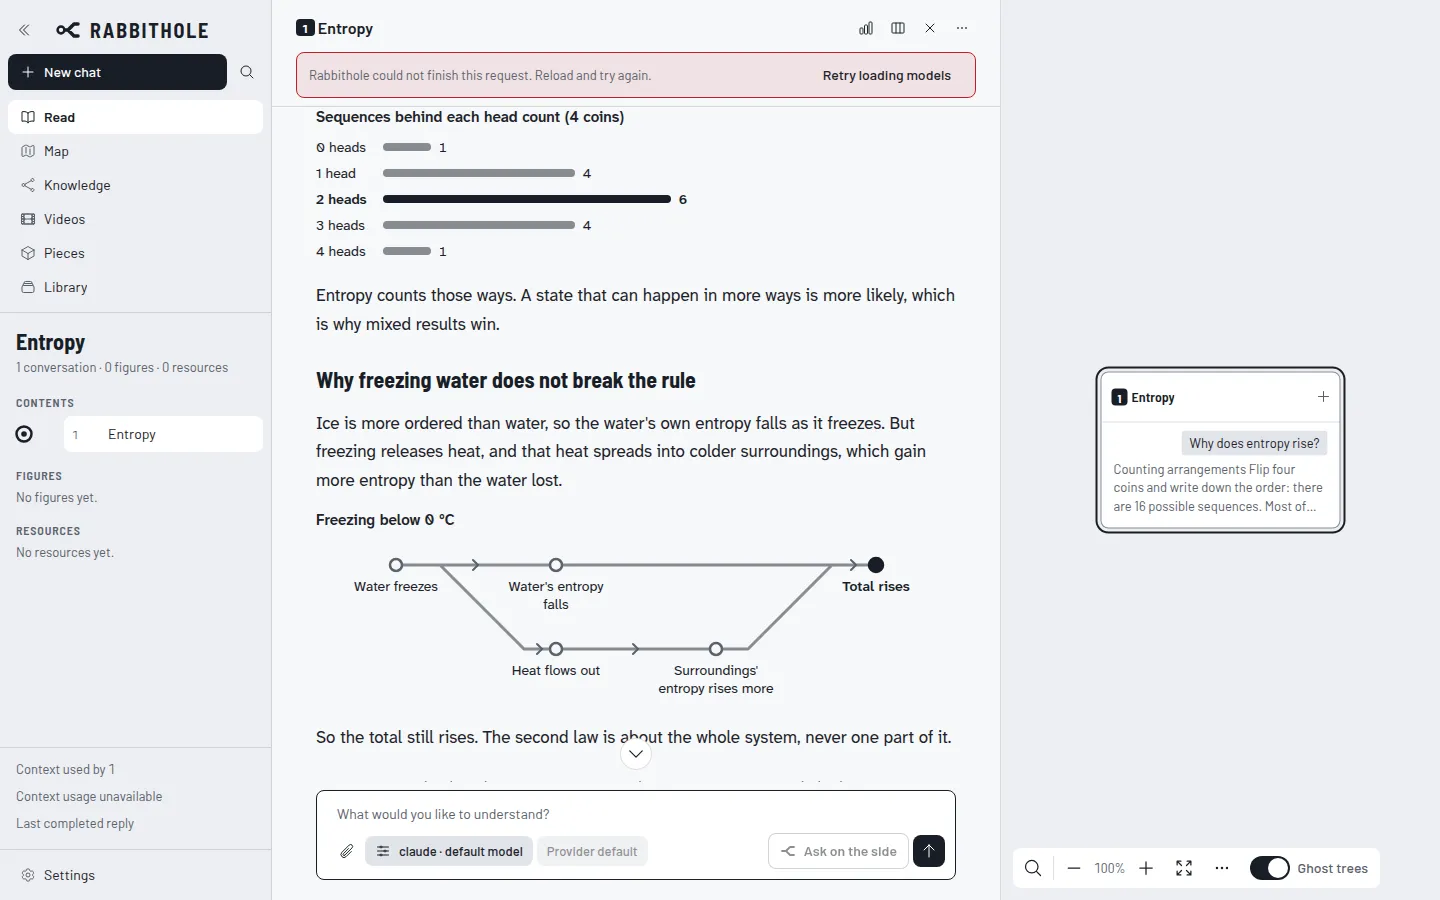 RABBITHOLE
New chat
Read
Map
Knowledge
Videos
Pieces
Library
Entropy
1 conversation · 0 figures · 0 resources
CONTENTS
1 Entropy
FIGURES
No figures yet.
RESOURCES
No resources yet.
Context used by 1
Context usage unavailable
Last completed reply
Settings
1 Entropy
Rabbithole could not finish this request. Reload and try again.
Retry loading models
Sequences behind each head count (4 coins)
0 heads 1
1 head 4
2 heads 6
3 heads 4
4 heads 1
Entropy counts those ways. A state that can happen in more ways is more likely, which
is why mixed results win.
Why freezing water does not break the rule
Ice is more ordered than water, so the water's own entropy falls as it freezes. But
freezing releases heat, and that heat spreads into colder surroundings, which gain
more entropy than the water lost.
Freezing below 0 °C
Water freezes
Water's entropy
falls
Total rises
Heat flows out
Surroundings'
entropy rises more
So the total still rises. The second law is about the whole system, never one part of it.
What would you like to understand?
claude · default model
Provider default
Ask on the side
1 Entropy
Why does entropy rise?
Counting arrangements Flip four
coins and write down the order: there
are 16 possible sequences. Most of...
100%
Ghost trees